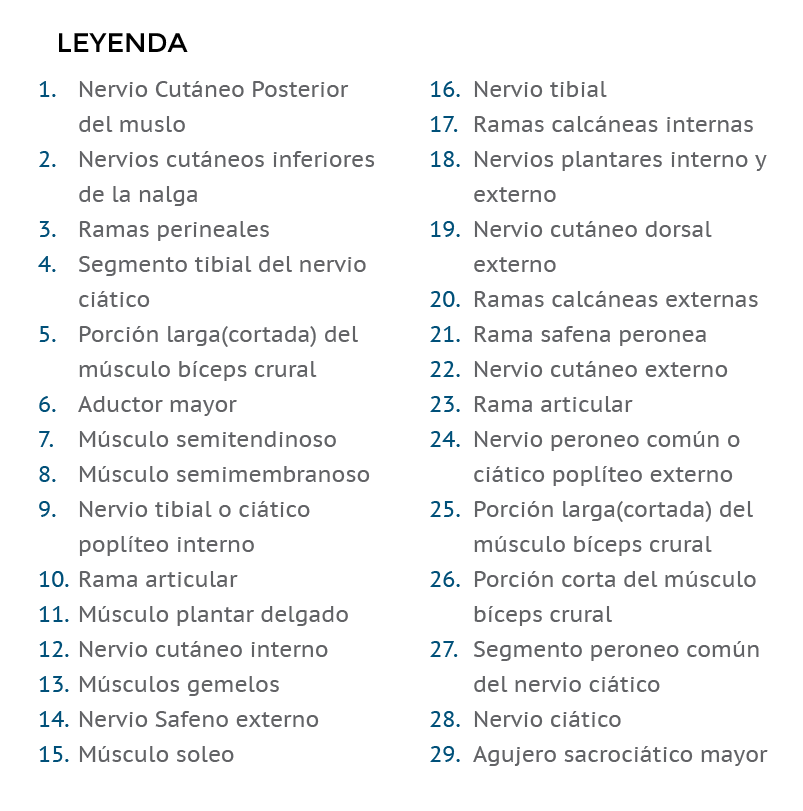 LEYENDA
1. Nervio Cutáneo Posterior
del muslo
2. Nervios cutáneos inferiores
de la nalga
3. Ramas perineales
4. Segmento tibial del nervio
ciático
5. Porción larga(cortada) del
músculo bíceps crural
6. Aductor mayor
7. Músculo semitendinoso
8. Músculo semimembranoso
9. Nervio tibial o ciático
poplíteo interno
10. Rama articular
11. Músculo plantar delgado
12. Nervio cutáneo interno
13. Músculos gemelos
14. Nervio Safeno externo
15. Músculo soleo
16. Nervio tibial
17. Ramas calcáneas internas
18. Nervios plantares interno y
externo
19. Nervio cutáneo dorsal
externo
20. Ramas calcáneas externas
21. Rama safena peronea
22. Nervio cutáneo externo
23. Rama articular
24. Nervio peroneo común o
ciático poplíteo externo
25. Porción larga(cortada) del
músculo bíceps crural
26. Porción corta del músculo
bíceps crural
27. Segmento peroneo común
del nervio ciático
28. Nervio ciático
29. Agujero sacrociático mayor